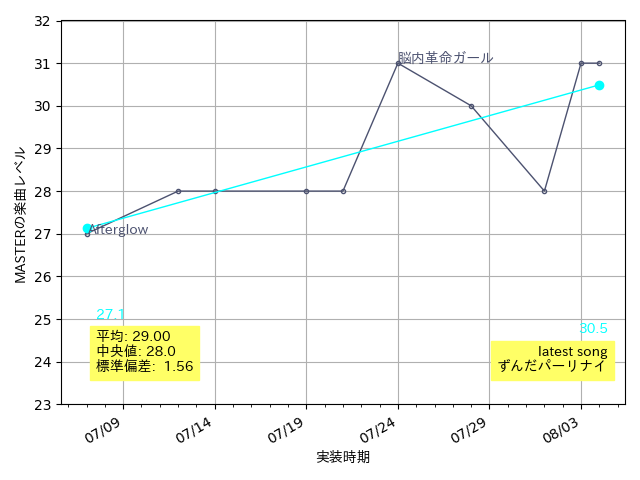 32
31
30
29
28
27
26
25
24
23
MASTERの楽曲レベル
脳内革命ガール
Afterglow
27.1
平均: 29.00
中央値: 28.0
標準偏差: 1.56
30.5
latest song
ずんだパーリナイ
07/09
07/14
07/19
07/24
07/29
08/03
実装時期